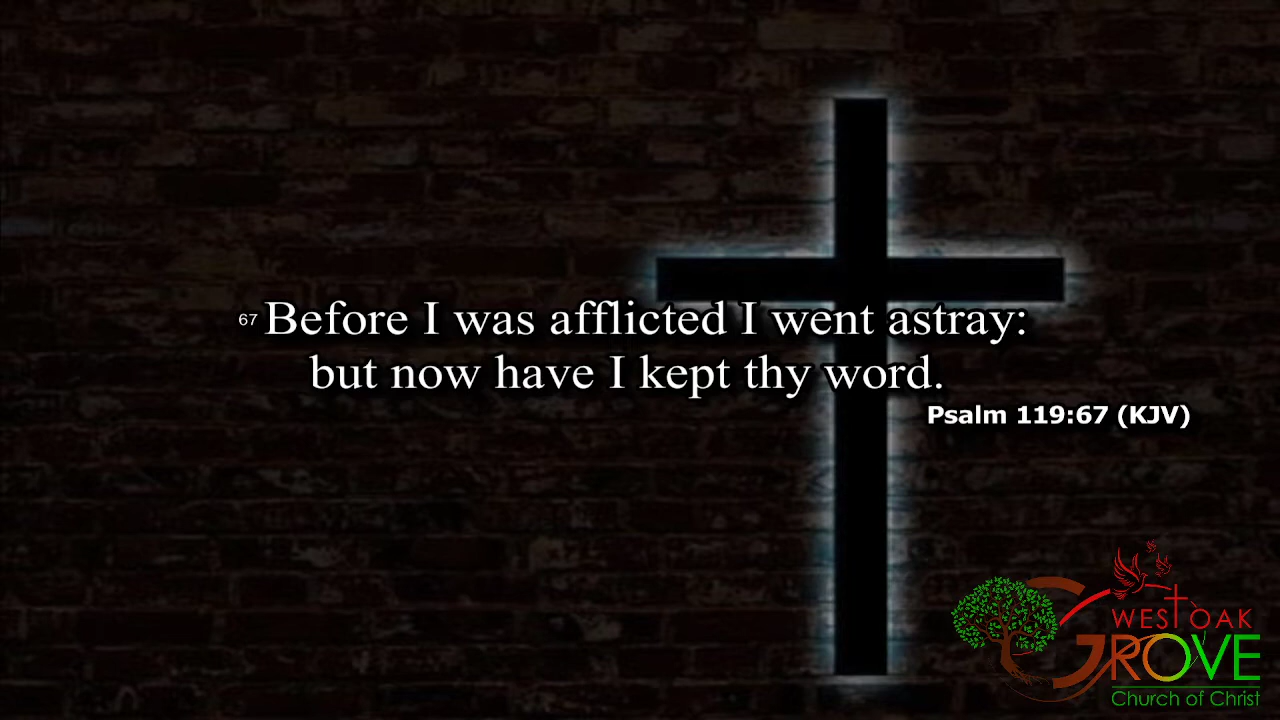 67 Before I was afflicted I went astray:
but now have I kept thy word.
Psalm 119:67 (KJV)
WEST OAK
GROVE
Church of Christ